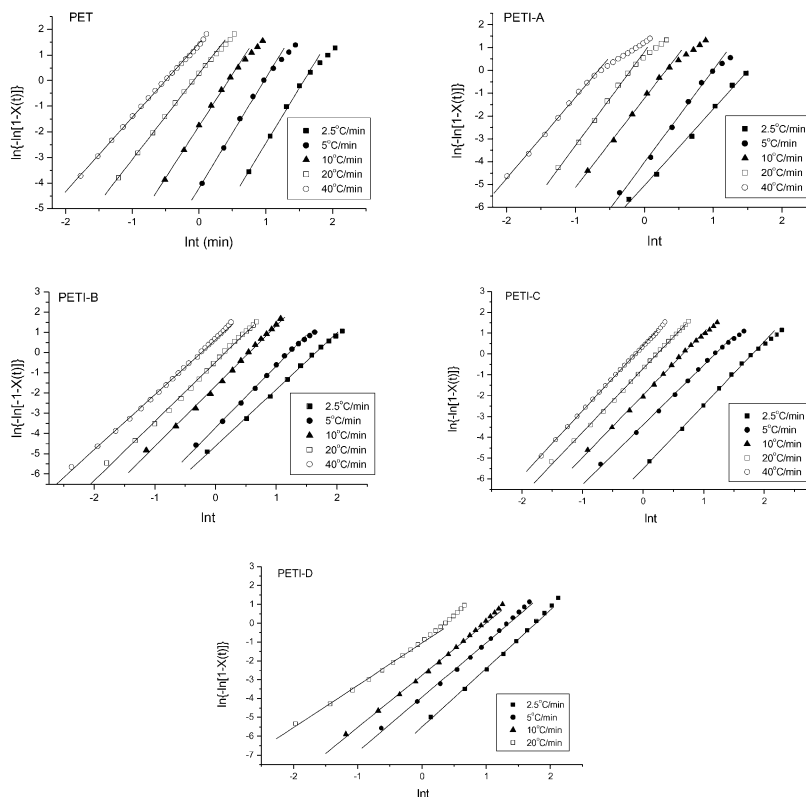 PET
ln{-ln[1-X(t)]}
2
1
0
-1
-2
-3
-4
-5
-2 -1 0 1 2
lnt (min)
2.5°C/min
5°C/min
10°C/min
20°C/min
40°C/min
PETI-A
ln{-ln[1-X(t)]}
2
1
0
-1
-2
-3
-4
-5
-6
-2 -1 0 1 2
lnt
2.5°C/min
5°C/min
10°C/min
20°C/min
40°C/min
PETI-B
ln{-ln[-1-X(t)]}
3
2
1
0
-1
-2
-3
-4
-5
-6
-2 -1 0 1 2
lnt
2.5°C/min
5°C/min
10°C/min
20°C/min
40°C/min
PETI-C
ln{-ln[1-X(t)]}
3
2
1
0
-1
-2
-3
-4
-5
-6
-2 -1 0 1 2
lnt
2.5°C/min
5°C/min
10°C/min
20°C/min
40°C/min
PETI-D
ln{-ln[1-X(t)]}
3
2
1
0
-1
-2
-3
-4
-5
-6
-7
-2 -1 0 1 2
lnt
2.5°C/min
5°C/min
10°C/min
20°C/min